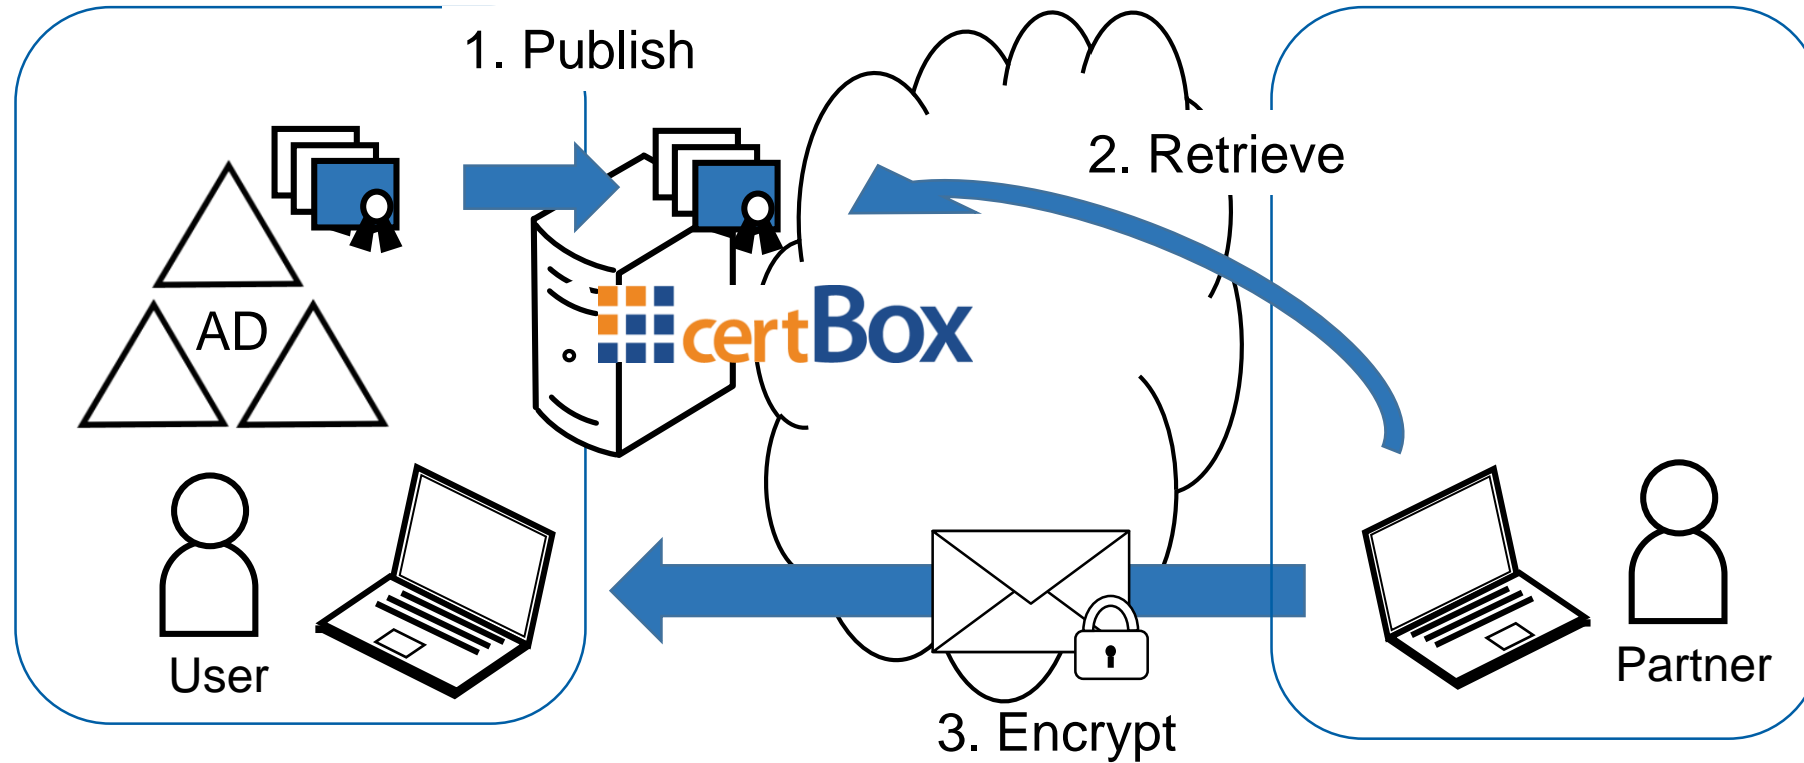 1. Publish
2. Retrieve
AD
certBox
User
Partner
3. Encrypt